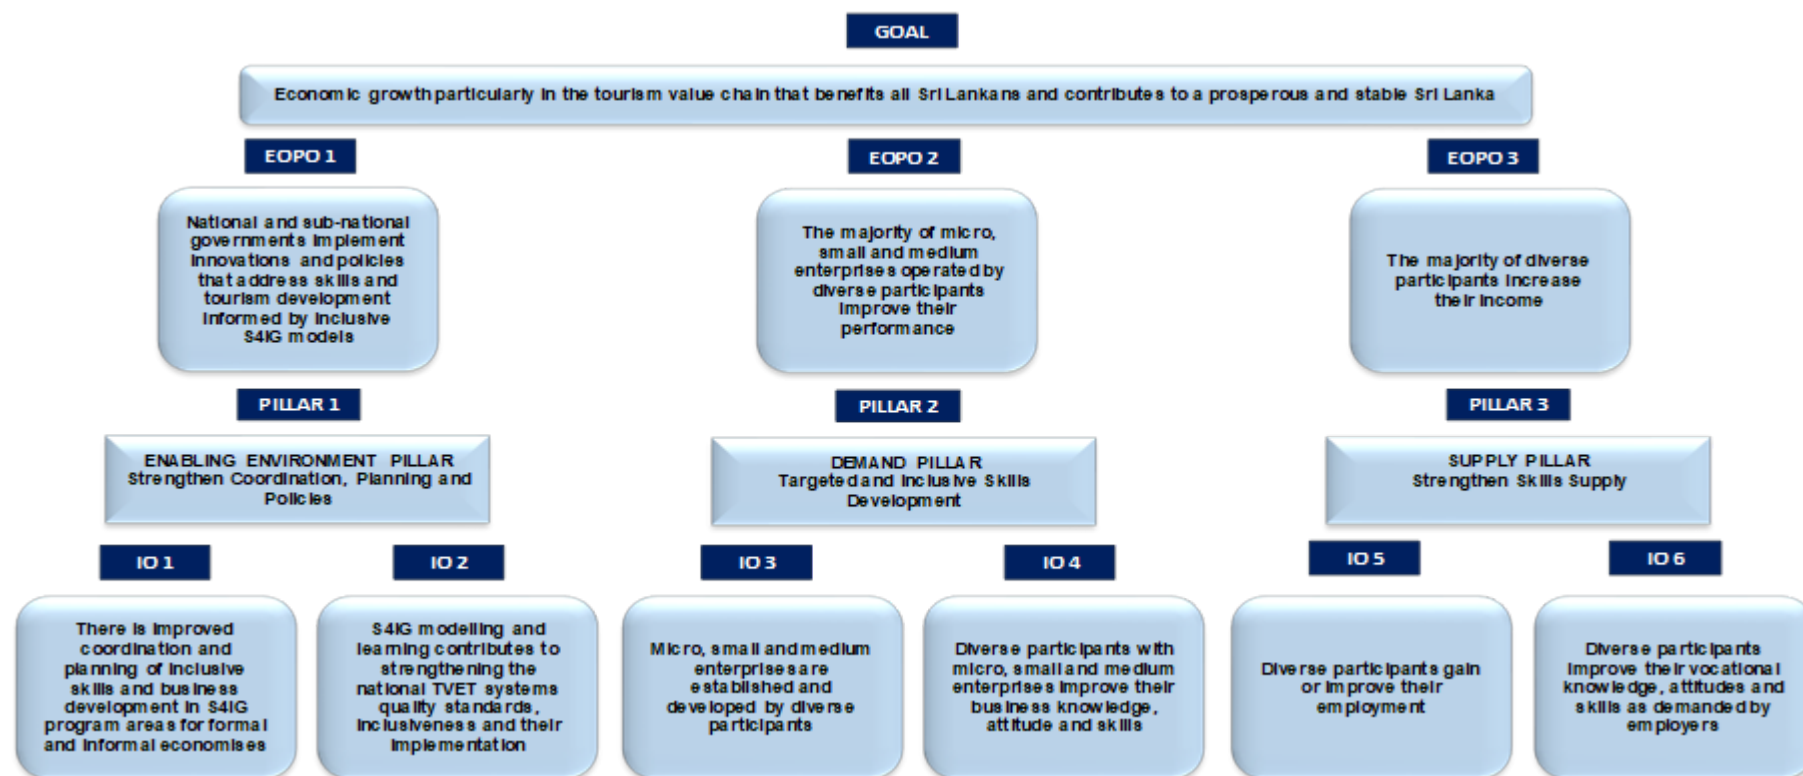 GOAL
Economic growth particularly in the tourism value chain that benefits all Sri Lankans and contributes to a prosperous and stable Sri Lanka
EOPO 1
National and sub-national
governments implement
innovations and policies
that address skills and
tourism development
informed by inclusive
S4IG models
EOPO 2
The majority of micro,
small and medium
enterprises operated by
diverse participants
improve their
performance
EOPO 3
The majority of diverse
participants increase
their income
PILLAR 1
ENABLING ENVIRONMENT PILLAR
Strengthen Coordination, Planning and
Policies
PILLAR 2
DEMAND PILLAR
Targeted and Inclusive Skills
Development
PILLAR 3
SUPPLY PILLAR
Strengthen Skills Supply
IO 1
There is improved
coordination and
planning of inclusive
skills and business
development in S4IG
program areas for formal
and informal economises
IO 2
S4IG modelling and
learning contributes to
strengthening the
national TVET systems
quality standards,
inclusiveness and their
implementation
IO 3
Micro, small and medium
enterprises are
established and
developed by diverse
participants
IO 4
Diverse participants with
micro, small and medium
enterprises improve their
business knowledge,
attitude and skills
IO 5
Diverse participants gain
or improve their
employment
IO 6
Diverse participants
improve their vocational
knowledge, attitudes and
skills as demanded by
employers